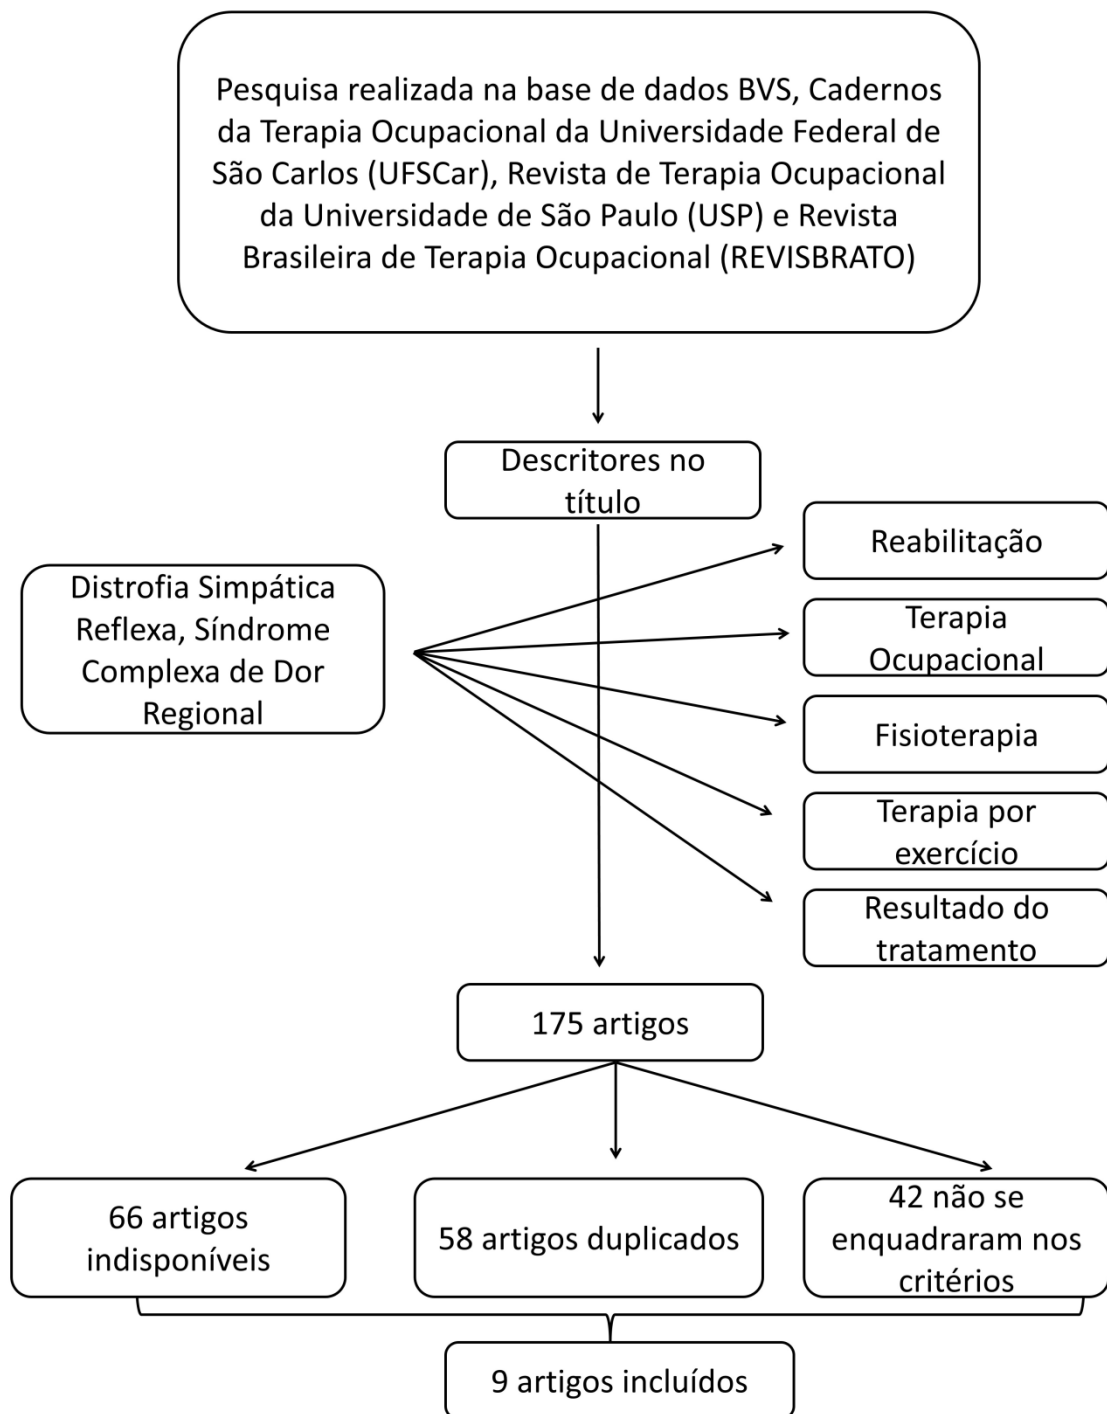 Pesquisa realizada na base de dados BVS, Cadernos
da Terapia Ocupacional da Universidade Federal de
São Carlos (UFSCar), Revista de Terapia Ocupacional
da Universidade de São Paulo (USP) e Revista
Brasileira de Terapia Ocupacional (REVISBRATO)
Descritores no
título
Distrofia Simpática
Reflexa, Síndrome
Complexa de Dor
Regional
Reabilitação
Terapia
Ocupacional
Fisioterapia
Terapia por
exercício
Resultado do
tratamento
175 artigos
66 artigos
indisponíveis
58 artigos duplicados
42 não se
enquadraram nos
critérios
9 artigos incluídos